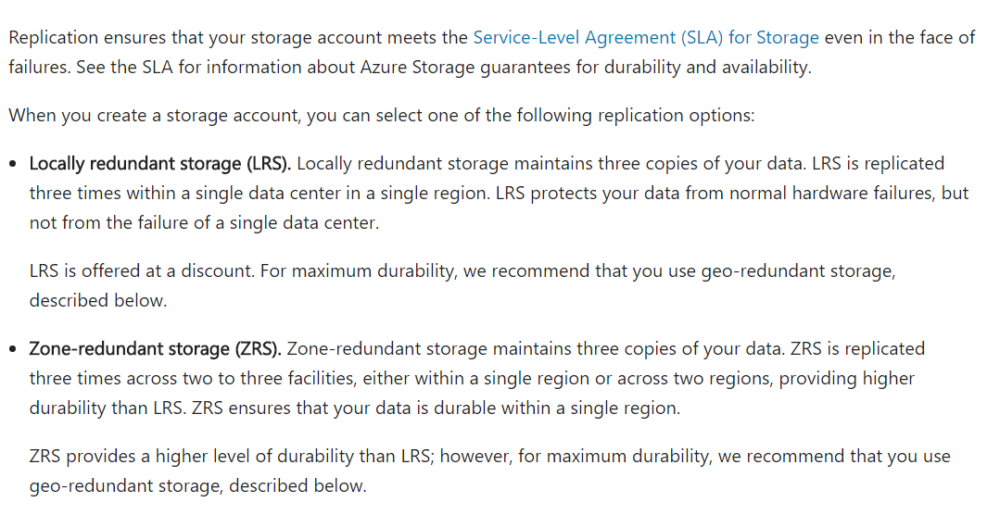 Replication ensures that your storage account meets the Service-Level Agreement (SLA) for Storage even in the face of
failures. See the SLA for information about Azure Storage guarantees for durability and availability.
When you create a storage account, you can select one of the following replication options:
• Locally redundant storage (LRS). Locally redundant storage maintains three copies of your data. LRS is replicated
three times within a single data center in a single region. LRS protects your data from normal hardware failures, but
not from the failure of a single data center.
LRS is offered at a discount. For maximum durability, we recommend that you use geo-redundant storage,
described below.
• Zone-redundant storage (ZRS). Zone-redundant storage maintains three copies of your data. ZRS is replicated
three times across two to three facilities, either within a single region or across two regions, providing higher
durability than LRS. ZRS ensures that your data is durable within a single region.
ZRS provides a higher level of durability than LRS; however, for maximum durability, we recommend that you use
geo-redundant storage, described below.